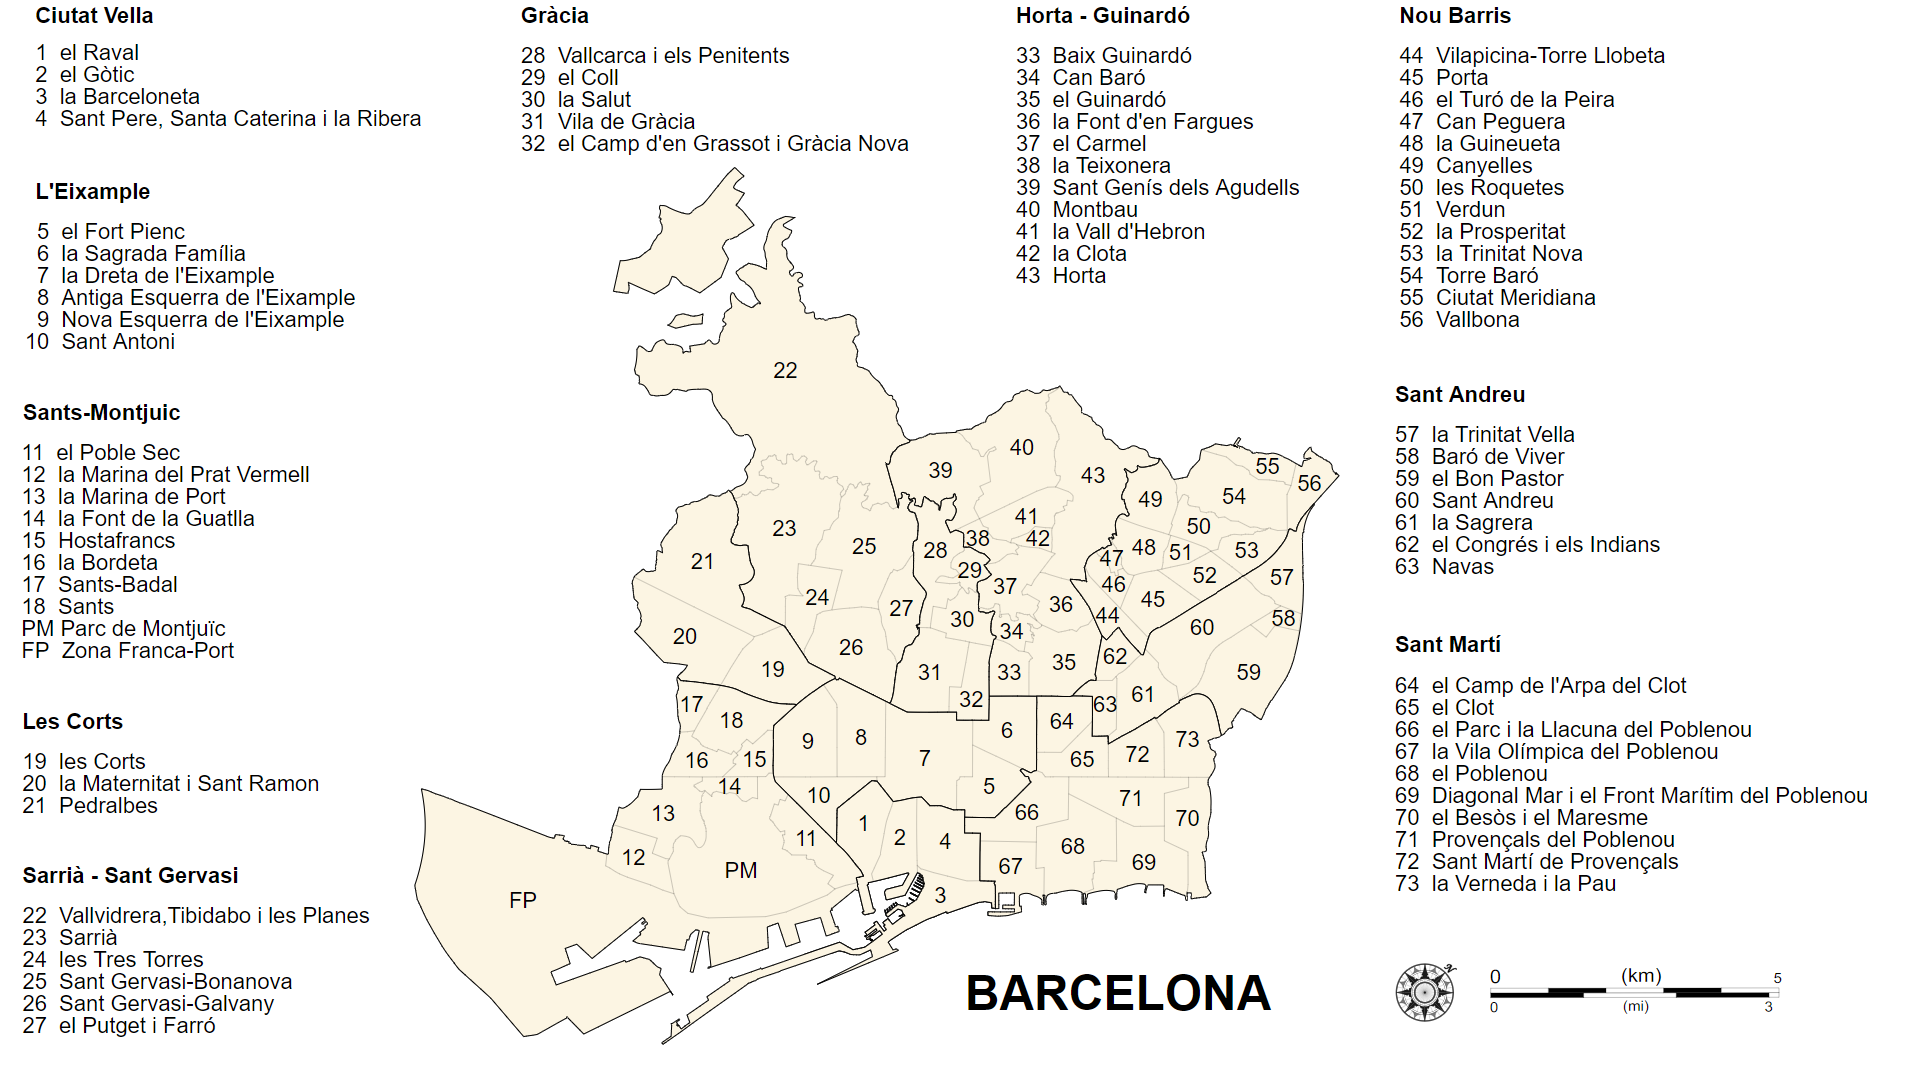 Ciutat Vella
1 el Raval
2 el Gòtic
3 la Barceloneta
4 Sant Pere, Santa Caterina i la Ribera
L'Eixample
5 el Fort Pienc
6 la Sagrada Família
7 la Dreta de l'Eixample
8 Antiga Esquerra de l'Eixample
9 Nova Esquerra de l'Eixample
10 Sant Antoni
Sants-Montjuic
11 el Poble Sec
12 la Marina del Prat Vermell
13 la Marina de Port
14 la Font de la Guatlla
15 Hostafrancs
16 la Bordeta
17 Sants-Badal
18 Sants
PM Parc de Montjuïc
FP Zona Franca-Port
Les Corts
19 les Corts
20 la Maternitat i Sant Ramon
21 Pedralbes
Sarrià - Sant Gervasi
22 Vallvidrera,Tibidabo i les Planes
23 Sarrià
24 les Tres Torres
25 Sant Gervasi-Bonanova
26 Sant Gervasi-Galvany
27 el Putget i Farró
Gràcia
28 Vallcarca i els Penitents
29 el Coll
30 la Salut
31 Vila de Gràcia
32 el Camp d'en Grassot i Gràcia Nova
Horta - Guinardó
33 Baix Guinardó
34 Can Baró
35 el Guinardó
36 la Font d'en Fargues
37 el Carmel
38 la Teixonera
39 Sant Genís dels Agudells
40 Montbau
41 la Vall d'Hebron
42 la Clota
43 Horta
Nou Barris
44 Vilapicina-Torre Llobeta
45 Porta
46 el Turó de la Peira
47 Can Peguera
48 la Guineueta
49 Canyelles
50 les Roquetes
51 Verdun
52 la Prosperitat
53 la Trinitat Nova
54 Torre Baró
55 Ciutat Meridiana
56 Vallbona
Sant Andreu
57 la Trinitat Vella
58 Baró de Viver
59 el Bon Pastor
60 Sant Andreu
61 la Sagrera
62 el Congrés i els Indians
63 Navas
Sant Martí
64 el Camp de l'Arpa del Clot
65 el Clot
66 el Parc i la Llacuna del Poblenou
67 la Vila Olímpica del Poblenou
68 el Poblenou
69 Diagonal Mar i el Front Marítim del Poblenou
70 el Besòs i el Maresme
71 Provençals del Poblenou
72 Sant Martí de Provençals
73 la Verneda i la Pau
22
40
39
43
55
56
49
54
41
50
23
42
38
25
28
48
51
53
47
21
29
52
57
46
37
24
45
36
27
44
58
30
60
34
20
26
62
35
19
31
33
59
61
32
17
63
18
64
6
8
9
73
72
7
15
16
65
14
5
10
71
13
66
70
1
2
11
4
68
12
69
67
PM
3
FP
BARCELONA
N
0 (km) 5
0 (mi) 3